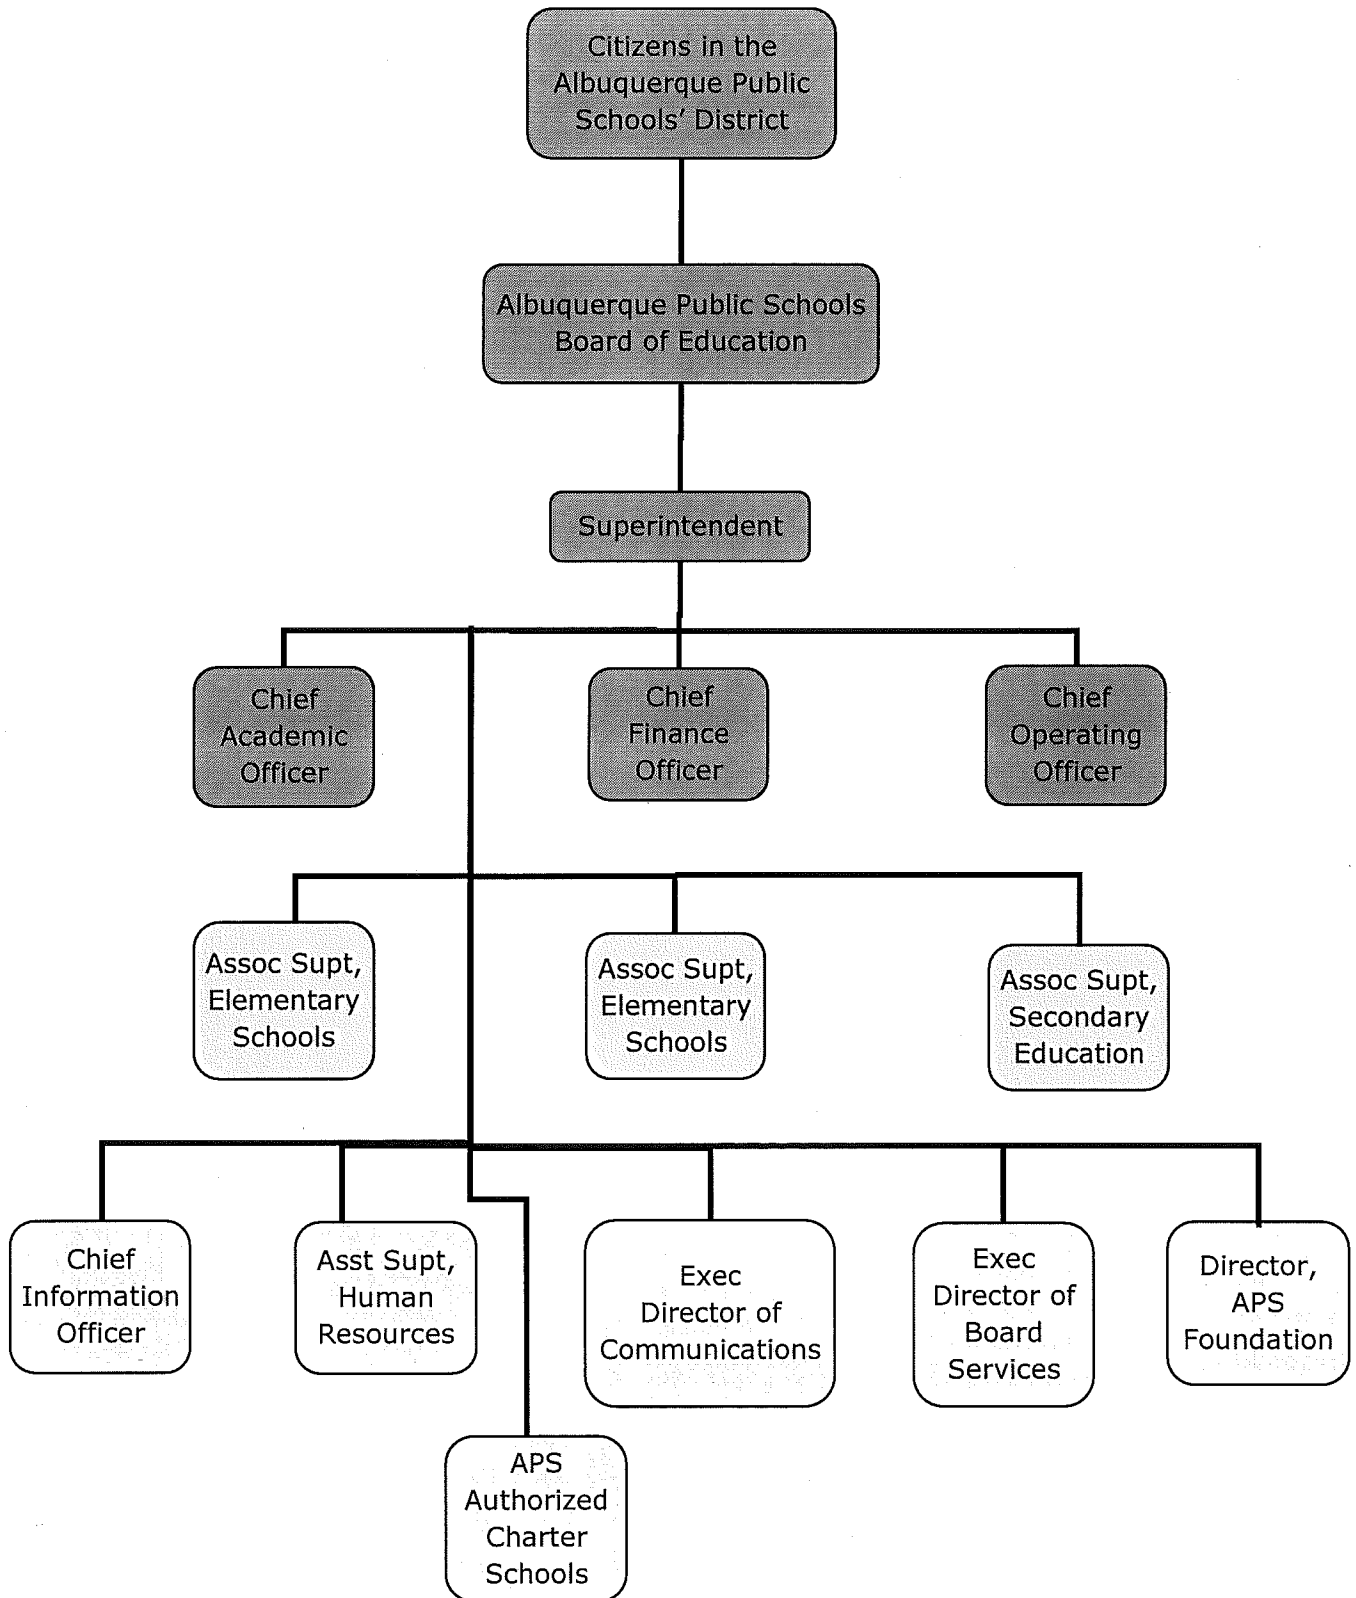 Citizens in the
Albuquerque Public
Schools’ District
Albuquerque Public Schools
Board of Education
Superintendent
Chief
Academic
Officer
Chief
Finance
Officer
Chief
Operating
Officer
Assoc Supt,
Elementary
Schools
Assoc Supt,
Elementary
Schools
Assoc Supt,
Secondary
Education
Chief
Information
Officer
Asst Supt,
Human
Resources
Exec
Director of
Communications
Exec
Director of
Board
Services
Director,
APS
Foundation
APS
Authorized
Charter
Schools